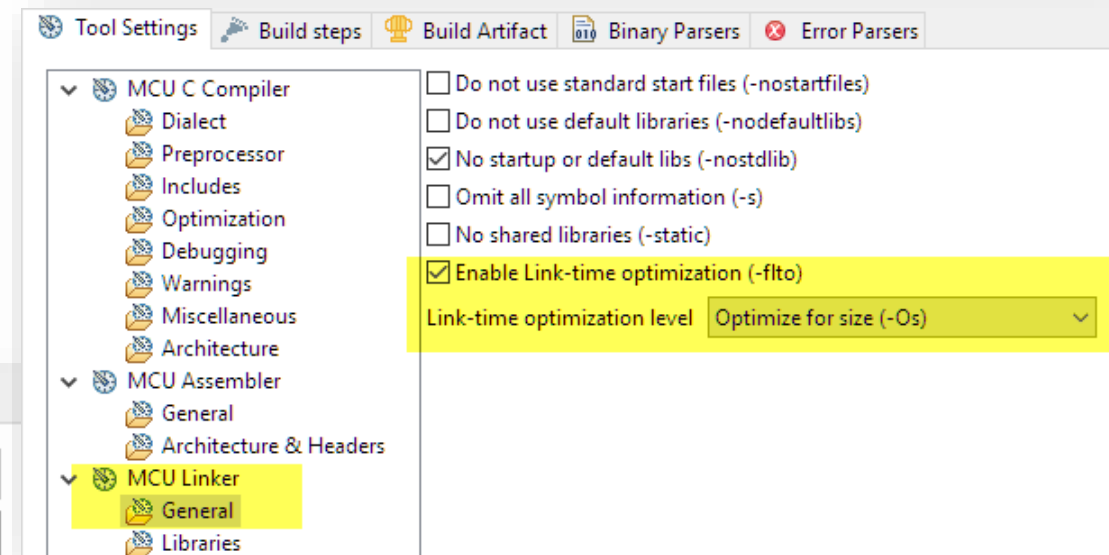 Tool Settings Build steps Build Artifact Binary Parsers Error Parsers
MCU C Compiler
Dialect
Preprocessor
Includes
Optimization
Debugging
Warnings
Miscellaneous
Architecture
MCU Assembler
General
Architecture & Headers
MCU Linker
General
Libraries
Do not use standard start files (-nostartfiles)
Do not use default libraries (-nodefaultlibs)
No startup or default libs (-nostdlib)
Omit all symbol information (-s)
No shared libraries (-static)
Enable Link-time optimization (-flto)
Link-time optimization level Optimize for size (-Os)